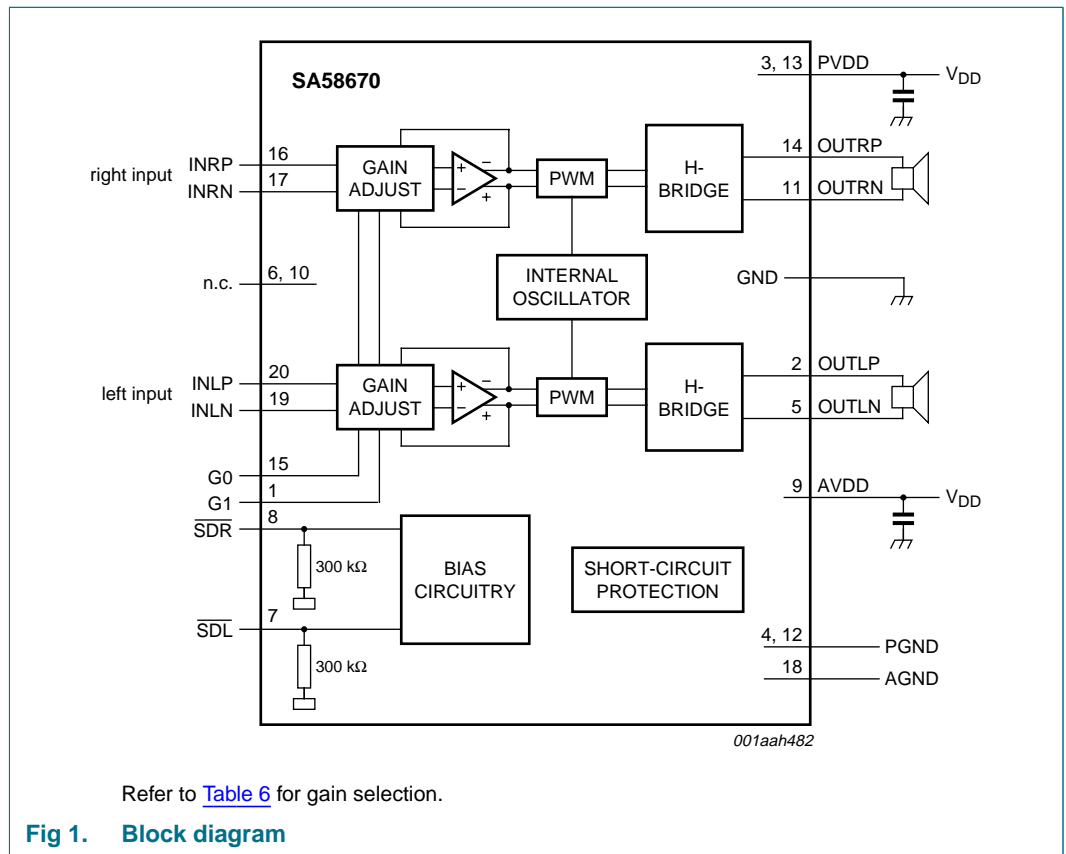 SA58670
3, 13 PVDD
VDD
right input
INRP 16
INRN 17
GAIN ADJUST
+ −
− +
PWM
H-BRIDGE
14 OUTRP
11 OUTRN
n.c. 6, 10
INTERNAL OSCILLATOR
GND
left input
INLP 20
INLN 19
GAIN ADJUST
+ −
− +
PWM
H-BRIDGE
2 OUTLP
5 OUTLN
G0 15
G1 1
9 AVDD
VDD
SDR 8
300 kΩ
BIAS CIRCUITRY
SHORT-CIRCUIT PROTECTION
SDL 7
300 kΩ
4, 12 PGND
18 AGND
001aah482
Refer to Table 6 for gain selection.
Fig 1. Block diagram